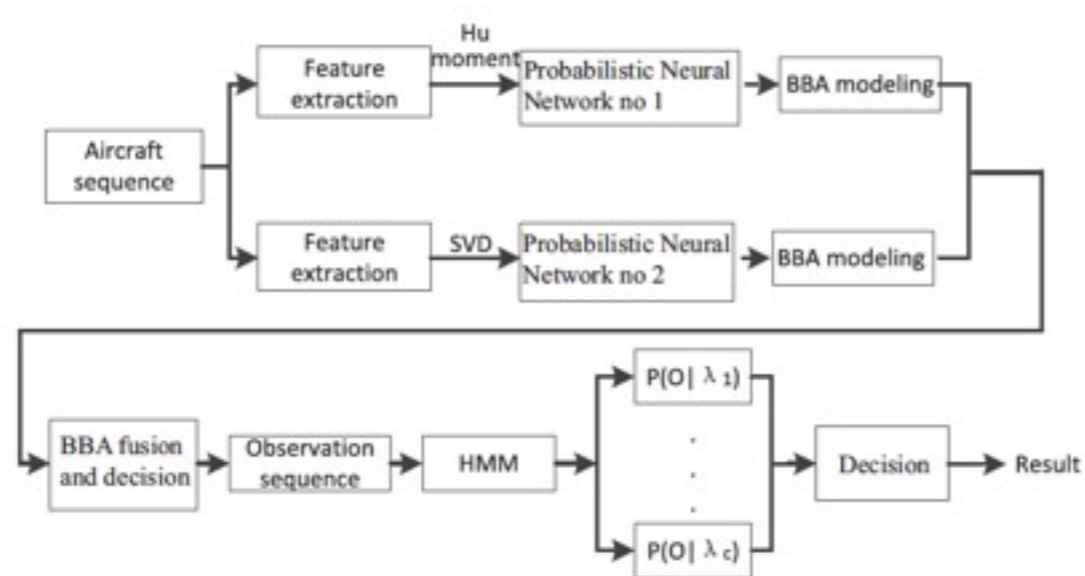 Hu
moment
Feature
extraction
Probabilistic Neural
Network no 1
BBA modeling
Aircraft
sequence
Feature
extraction
SVD
Probabilistic Neural
Network no 2
BBA modeling
BBA fusion
and decision
Observation
sequence
HMM
P(O| λ 1)
.
.
.
P(O| λ c)
Decision
Result